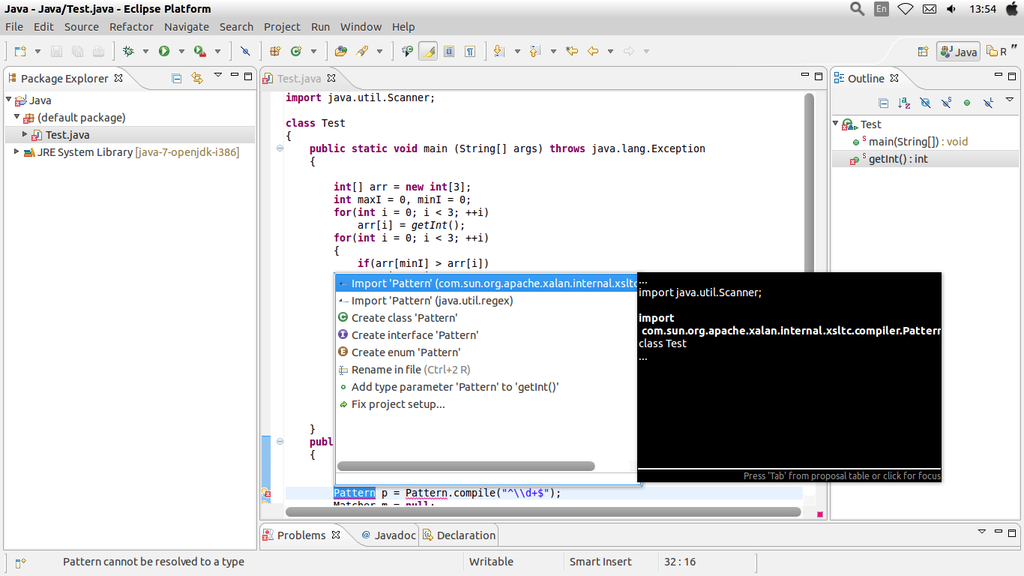 Java - Java/Test.java - Eclipse Platform
En
13:54
File Edit Source Refactor Navigate Search Project Run Window Help
Java
R
Package Explorer
Java
(default package)
Test.java
JRE System Library [java-7-openjdk-i386]
Test.java
import java.util.Scanner;
class Test
{
public static void main (String[] args) throws java.lang.Exception
{
int[] arr = new int[3];
int maxI = 0, minI = 0;
for(int i = 0; i < 3; ++i)
arr[i] = getInt();
for(int i = 0; i < 3; ++i)
{
if(arr[minI] > arr[i])
Import 'Pattern' (com.sun.org.apache.xalan.internal.xsltc
Import 'Pattern' (java.util.regex)
Create class 'Pattern'
Create interface 'Pattern'
Create enum 'Pattern'
Rename in file (Ctrl+2 R)
Add type parameter 'Pattern' to 'getInt()'
Fix project setup...
...
import java.util.Scanner;
import
com.sun.org.apache.xalan.internal.xsltc.compiler.Pattern
class Test
...
Press 'Tab' from proposal table or click for focus
}
publ
{
Pattern p = Pattern.compile("^\\d+$");
Matcher m = null;
Outline
Test
main(String[]) : void
getInt() : int
Problems
Javadoc
Declaration
Pattern cannot be resolved to a type
Writable
Smart Insert
32 : 16